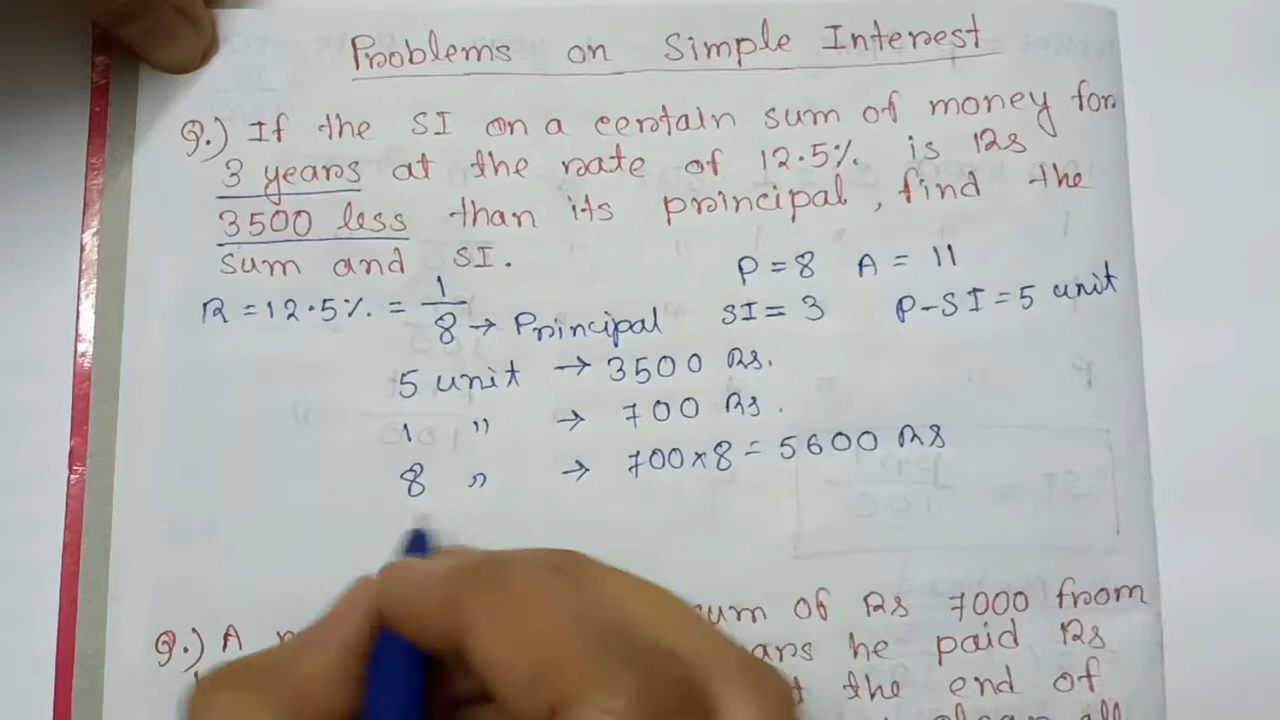 Problems on Simple Interest
Q.) If the SI on a certain sum of money for
3 years at the rate of 12.5% is Rs
3500 less than its principal, find the
sum and SI.
P = 8 A = 11
R = 12.5% = 1/8 → Principal SI = 3 P-SI = 5 unit
5 unit → 3500 Rs.
1 " → 700 Rs.
8 " → 700×8 = 5600 Rs
Q.) A sum of Rs 7000 from
he paid Rs
the end of